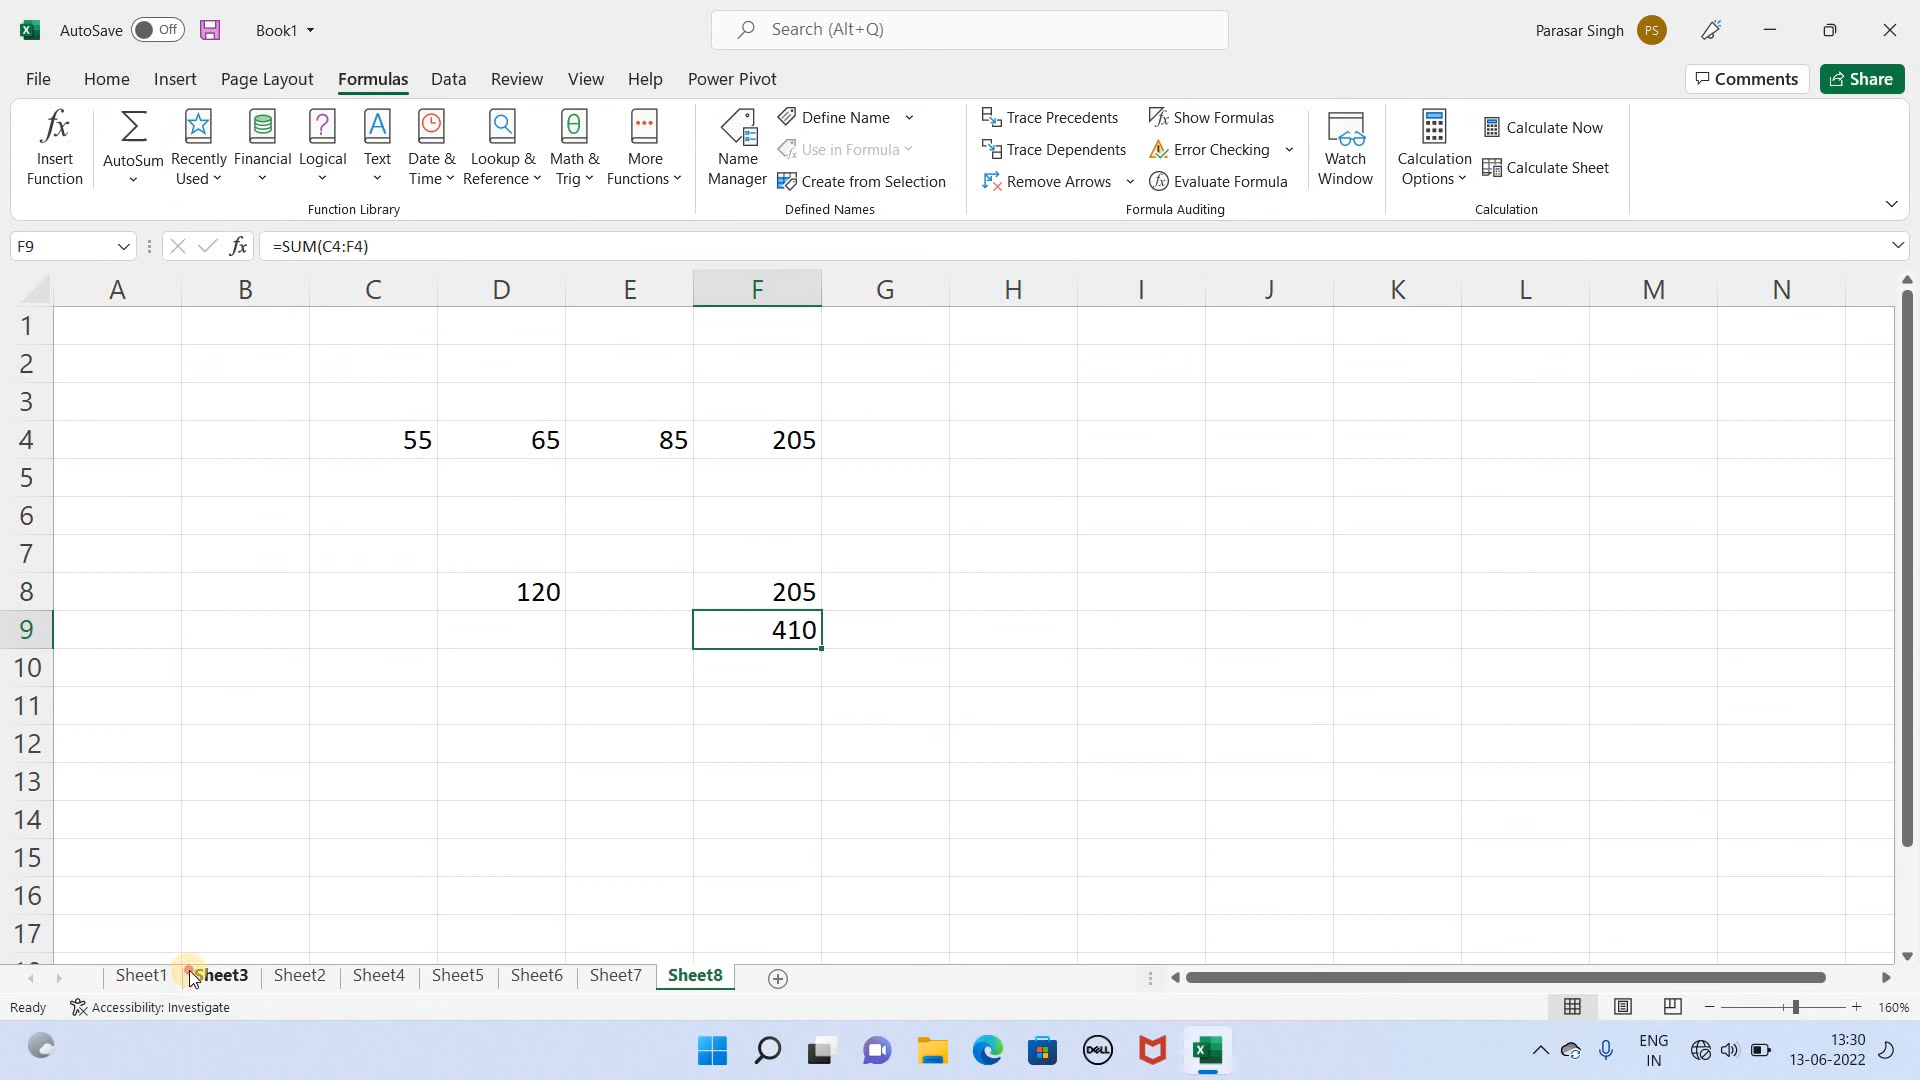 AutoSave Off Book1 Search (Alt+Q) Parasar Singh PS
File Home Insert Page Layout Formulas Data Review View Help Power Pivot Comments Share
Insert Function AutoSum Recently Used Financial Logical Text Date & Time Lookup & Reference Math & Trig More Functions
Function Library
Name Manager Define Name Use in Formula Create from Selection
Defined Names
Trace Precedents Show Formulas
Trace Dependents Error Checking
Remove Arrows Evaluate Formula
Watch Window
Formula Auditing
Calculation Options Calculate Now Calculate Sheet
Calculation
F9 fx =SUM(C4:F4)
A B C D E F G H I J K L M N
1
2
3
4 55 65 85 205
5
6
7
8 120 205
9 410
10
11
12
13
14
15
16
17
Sheet1 Sheet3 Sheet2 Sheet4 Sheet5 Sheet6 Sheet7 Sheet8
Ready Accessibility: Investigate 160%
DELL ENG IN 13:30 13-06-2022